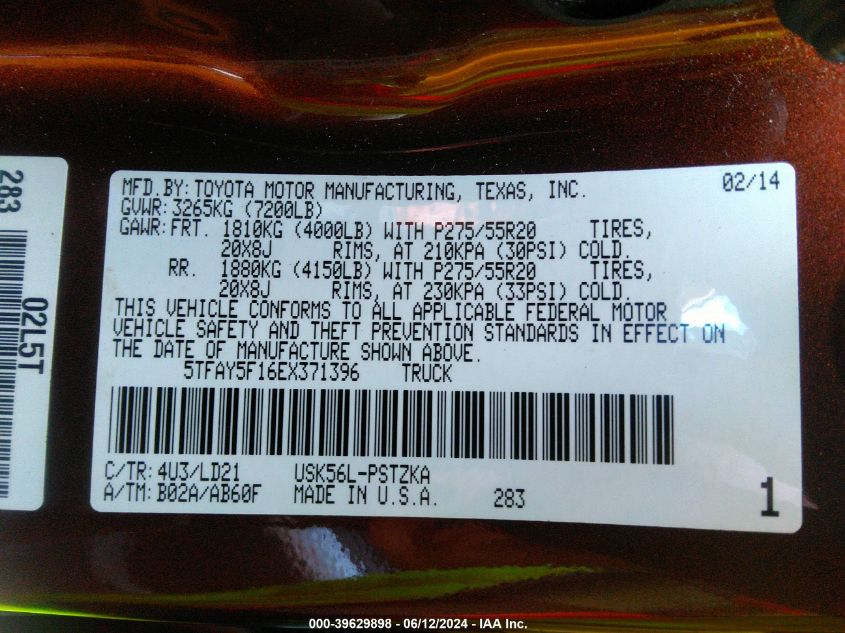 283
02L5T
MFD.BY: TOYOTA MOTOR MANUFACTURING, TEXAS, INC. 02/14
GVWR: 3265KG (7200LB)
GAWR: FRT. 1810KG (4000LB) WITH P275/55R20 TIRES,
20X8J RIMS, AT 210KPA (30PSI) COLD.
RR. 1880KG (4150LB) WITH P275/55R20 TIRES,
20X8J RIMS, AT 230KPA (33PSI) COLD.
THIS VEHICLE CONFORMS TO ALL APPLICABLE FEDERAL MOTOR
VEHICLE SAFETY AND THEFT PREVENTION STANDARDS IN EFFECT ON
THE DATE OF MANUFACTURE SHOWN ABOVE.
5TFAY5F16EX371396 TRUCK
C/TR: 4U3/LD21 USK56L-PSTZKA
A/TM: B02A/AB60F MADE IN U.S.A. 283 1
000-39629898 - 06/12/2024 - IAA Inc.